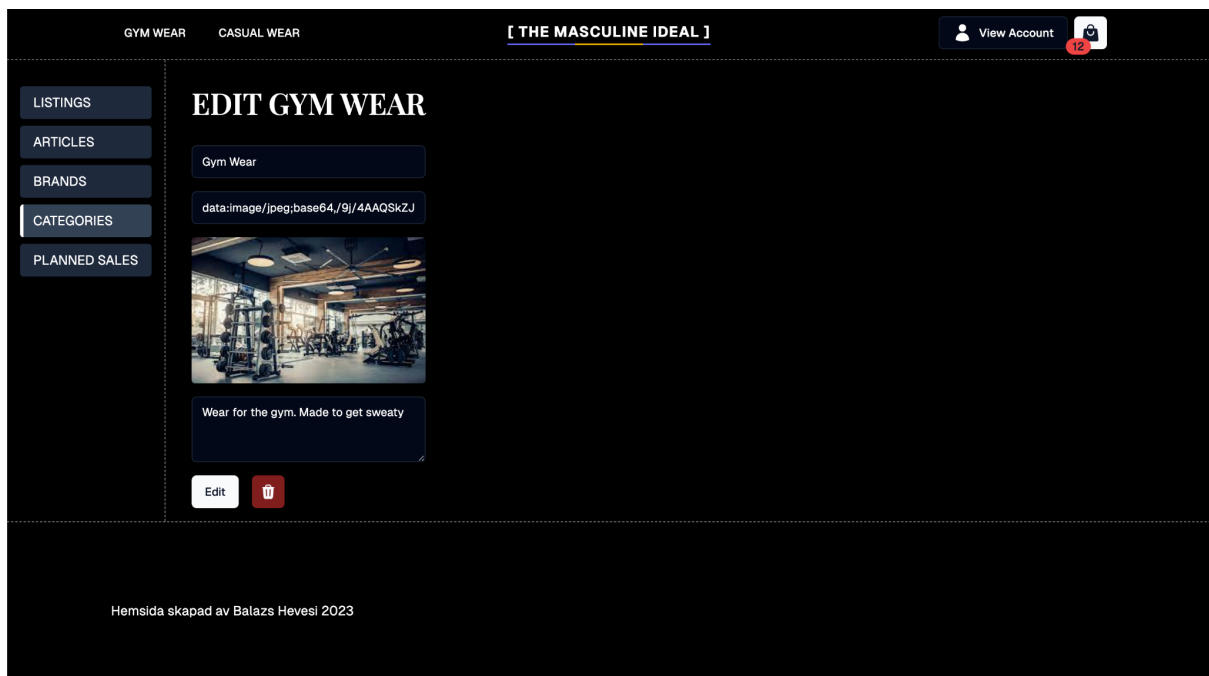 GYM WEAR
CASUAL WEAR
[ THE MASCULINE IDEAL ]
View Account
12
LISTINGS
ARTICLES
BRANDS
CATEGORIES
PLANNED SALES
EDIT GYM WEAR
Gym Wear
data:image/jpeg;base64,/9j/4AAQSkZJ
Wear for the gym. Made to get sweaty
Edit
Hemsida skapad av Balazs Hevesi 2023